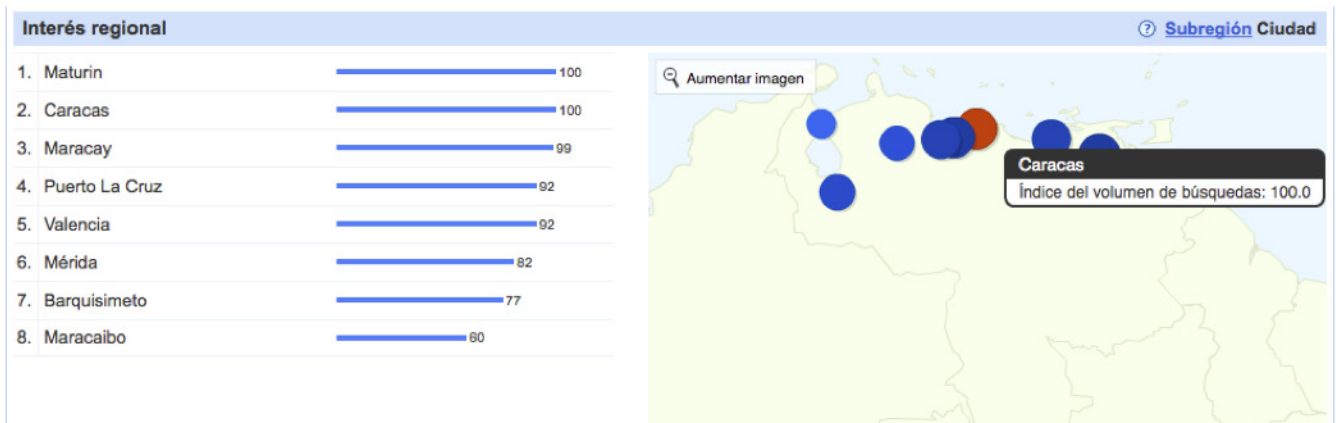 Interés regional
Subregión Ciudad
1. Maturin 100
2. Caracas 100
3. Maracay 99
4. Puerto La Cruz 92
5. Valencia 92
6. Mérida 82
7. Barquisimeto 77
8. Maracaibo 60
Aumentar imagen
Caracas
Índice del volumen de búsquedas: 100.0